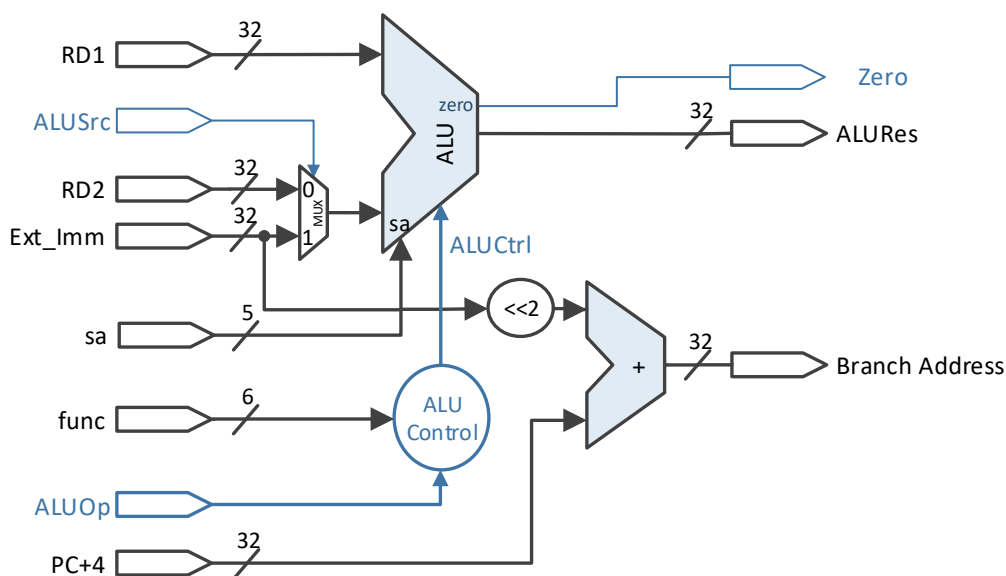 RD1
32
ALUSrc
RD2
32
Ext_Imm
32
0
1
MUX
sa
5
func
6
ALUOp
PC+4
32
zero
ALU
sa
ALUCtrl
ALU
Control
<<2
+
Zero
32
ALURes
32
Branch Address